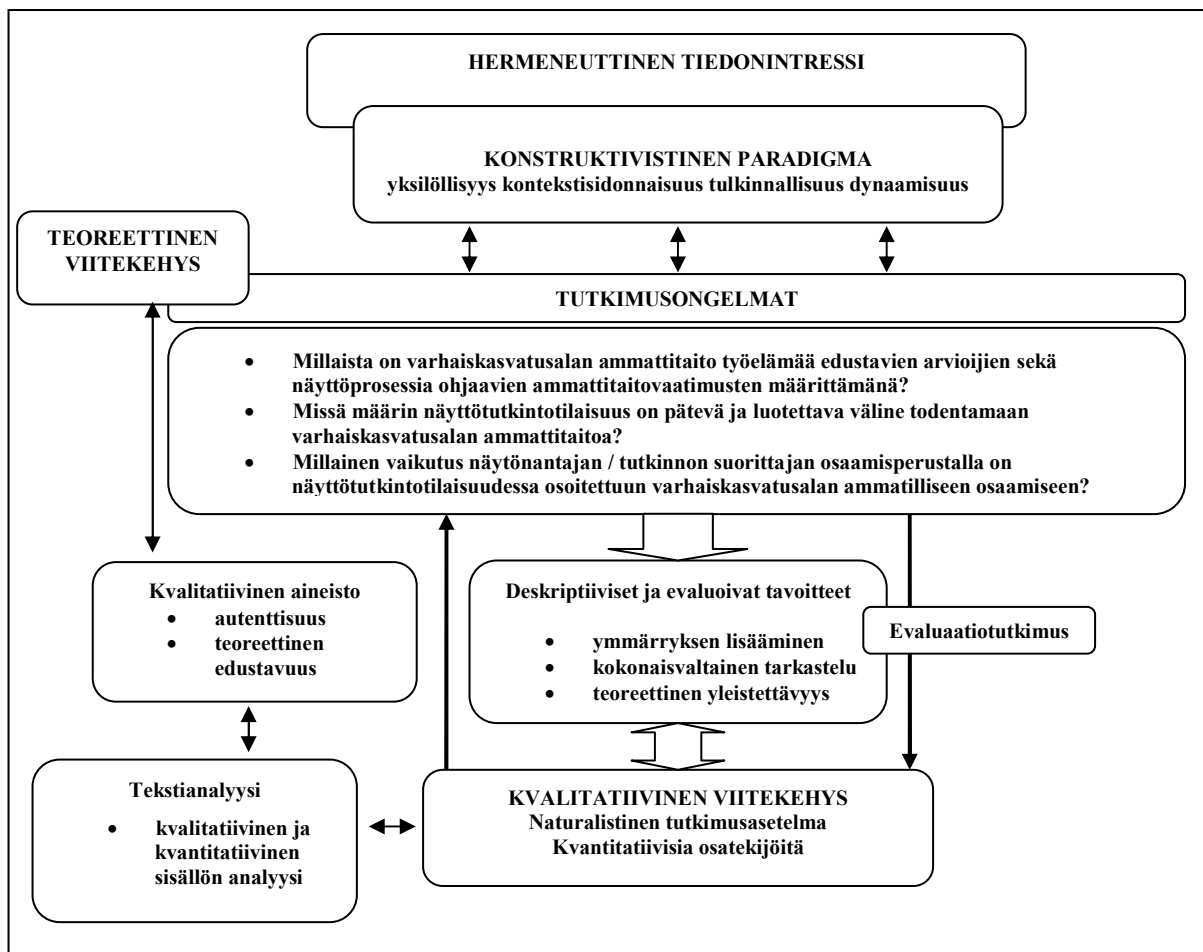 HERMENEUTTINEN TIEDONINTRESSI
KONSTRUKTIVISTINEN PARADIGMA
yksilöllisyys kontekstisidonnaisuus tulkinnallisuus dynaamisuus
TEOREETTINEN
VIITEKEHYS
TUTKIMUSONGELMAT
• Millaista on varhaiskasvatusalan ammattitaito työelämää edustavien arvioijien sekä
näyttöprosessia ohjaavien ammattitaitovaatimusten määrittämänä?
• Missä määrin näyttötutkintotilaisuus on pätevä ja luotettava väline todentamaan
varhaiskasvatusalan ammattitaitoa?
• Millainen vaikutus näytönantajan / tutkinnon suorittajan osaamisperustalla on
näyttötutkintotilaisuudessa osoitettuun varhaiskasvatusalan ammatilliseen osaamiseen?
Kvalitatiivinen aineisto
• autenttisuus
• teoreettinen
edustavuus
Deskriptiiviset ja evaluoivat tavoitteet
• ymmärryksen lisääminen
• kokonaisvaltainen tarkastelu
• teoreettinen yleistettävyys
Evaluaatiotutkimus
Tekstianalyysi
• kvalitatiivinen ja
kvantitatiivinen
sisällön analyysi
KVALITATIIVINEN VIITEKEHYS
Naturalistinen tutkimusasetelma
Kvantitatiivisia osatekijöitä